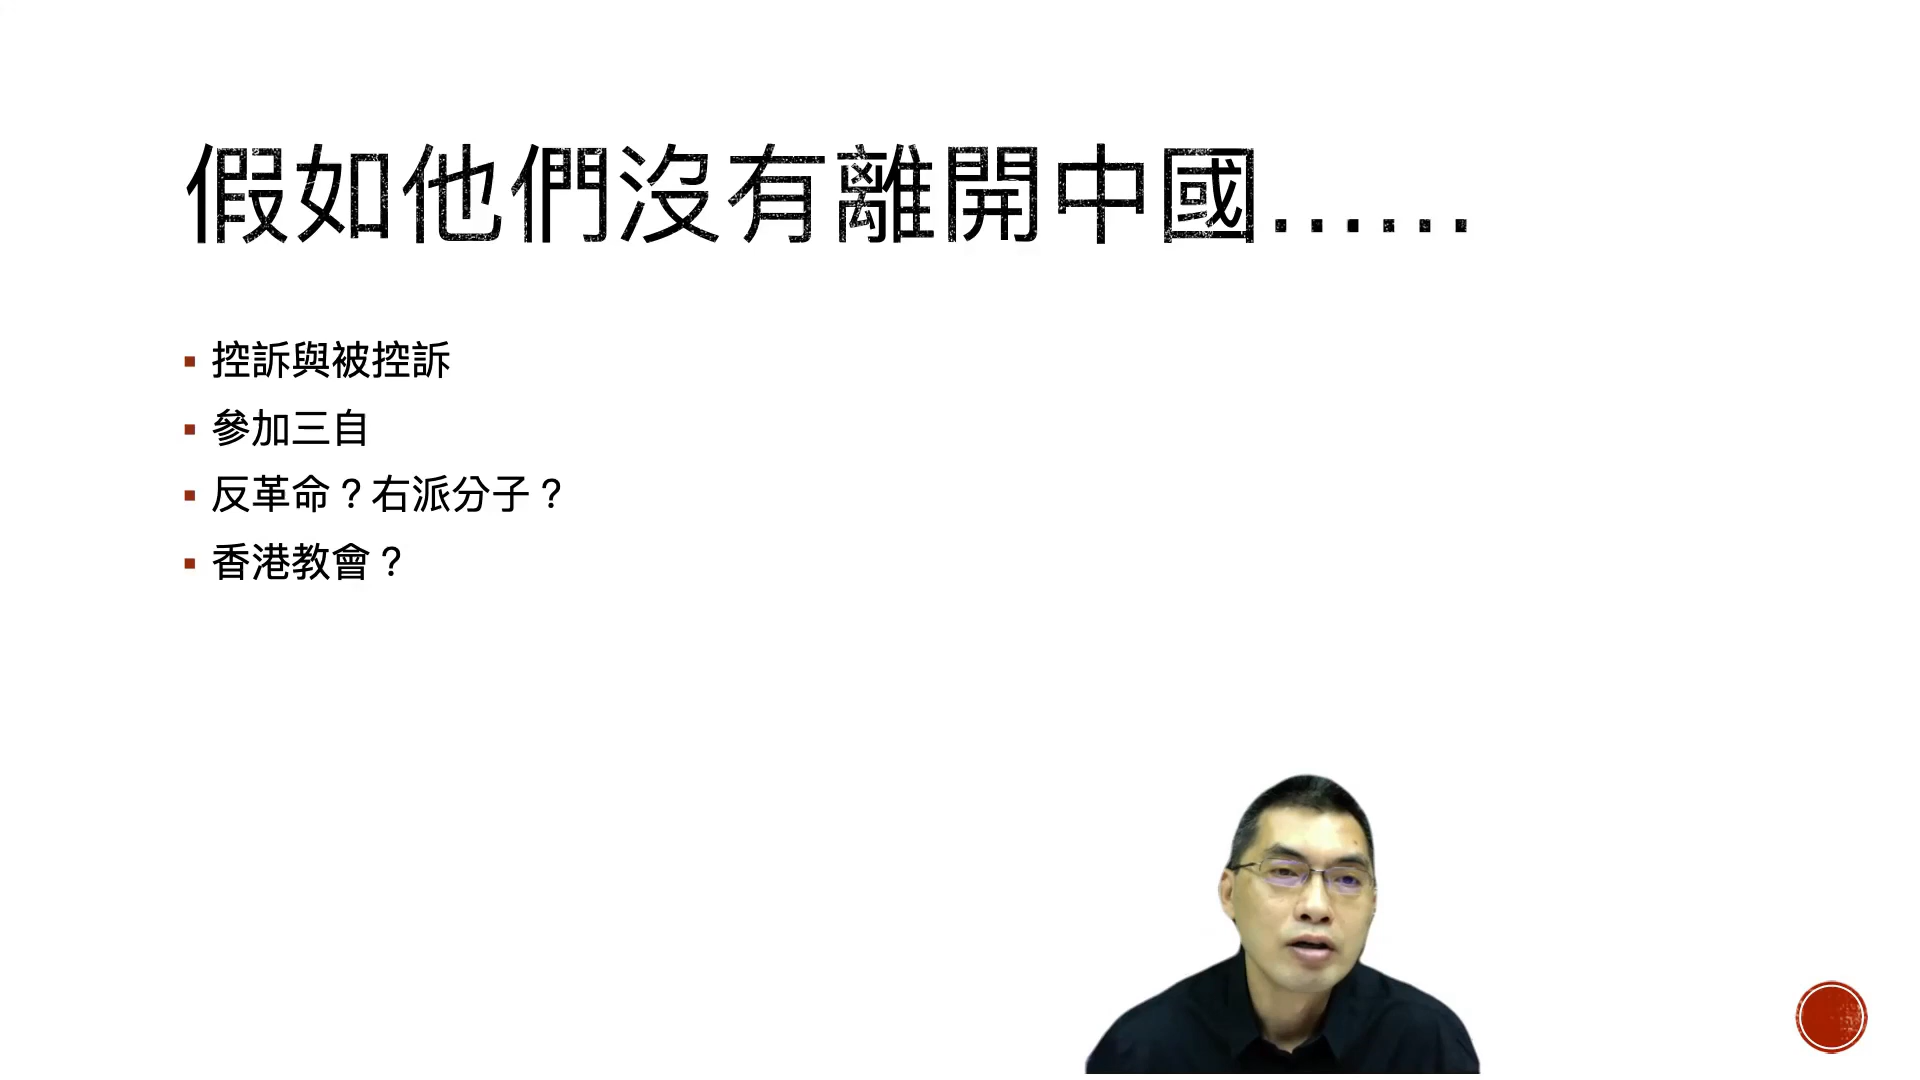 假如他們沒有離開中國……
控訴與被控訴
參加三自
反革命？右派分子？
香港教會？